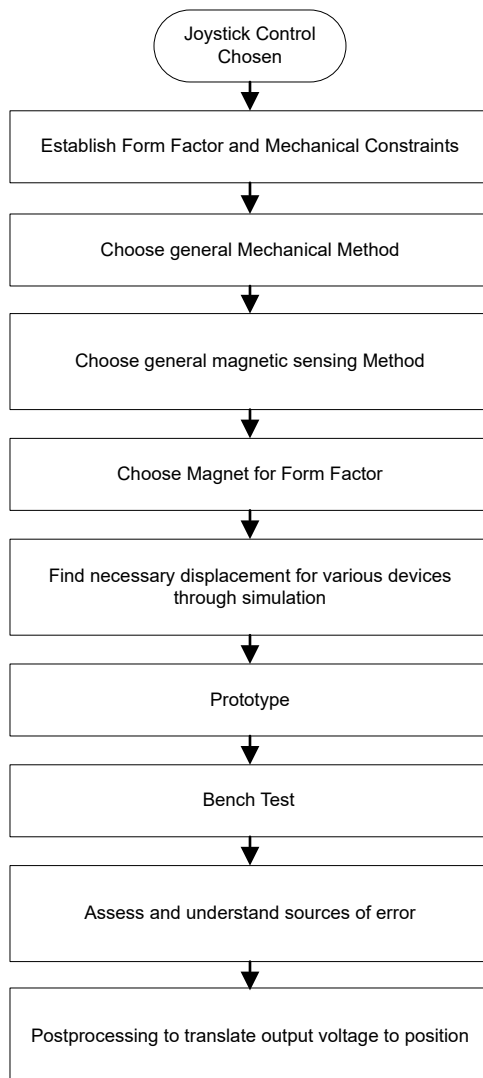 Joystick Control
Chosen
Establish Form Factor and Mechanical Constraints
Choose general Mechanical Method
Choose general magnetic sensing Method
Choose Magnet for Form Factor
Find necessary displacement for various devices
through simulation
Prototype
Bench Test
Assess and understand sources of error
Postprocessing to translate output voltage to position